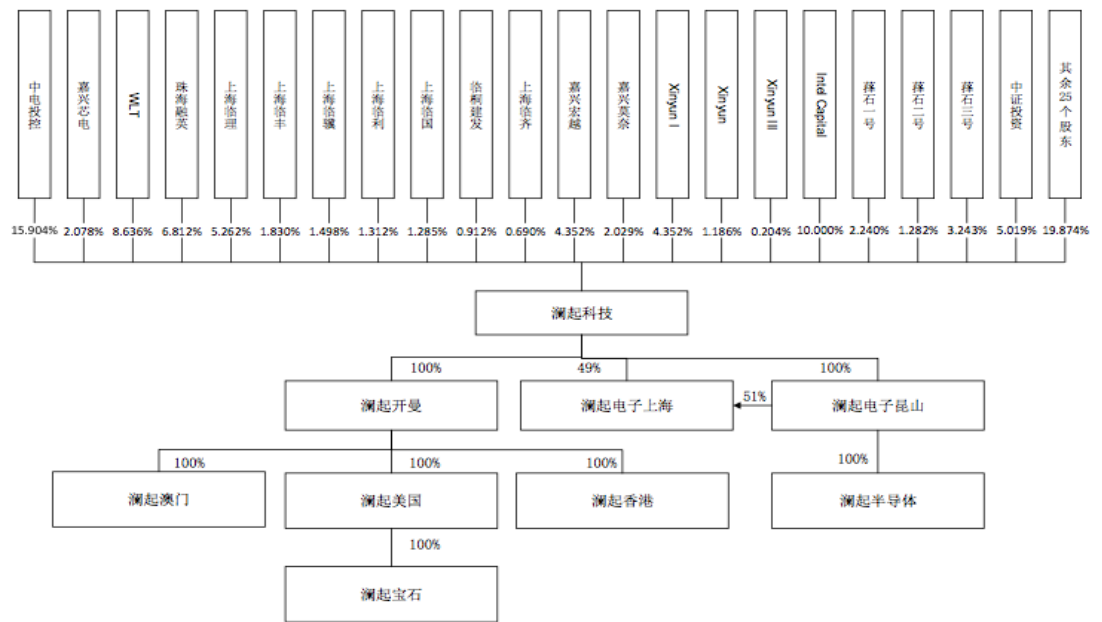 中电投控
嘉兴芯电
WLT
珠海融英
上海临理
上海临丰
上海临骥
上海临利
上海临国
临桐建发
上海临齐
嘉兴宏越
嘉兴莫奈
Xinyun I
Xinyun
Xinyun III
Intel Capital
萚石一号
萚石二号
萚石三号
中证投资
其余25个股东
15.904%
2.078%
8.636%
6.812%
5.262%
1.830%
1.498%
1.312%
1.285%
0.912%
0.690%
4.352%
2.029%
4.352%
1.186%
0.204%
10.000%
2.240%
1.282%
3.243%
5.019%
19.874%
澜起科技
100%
49%
100%
澜起开曼
澜起电子上海
51%
澜起电子昆山
100%
100%
100%
100%
澜起澳门
澜起美国
澜起香港
澜起半导体
100%
澜起宝石